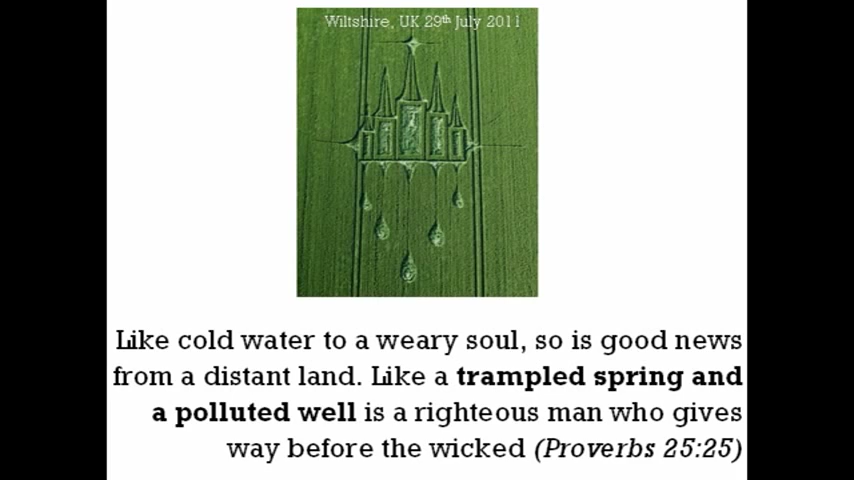 Wiltshire, UK 29th July 2011
Like cold water to a weary soul, so is good news
from a distant land. Like a trampled spring and
a polluted well is a righteous man who gives
way before the wicked (Proverbs 25:25)